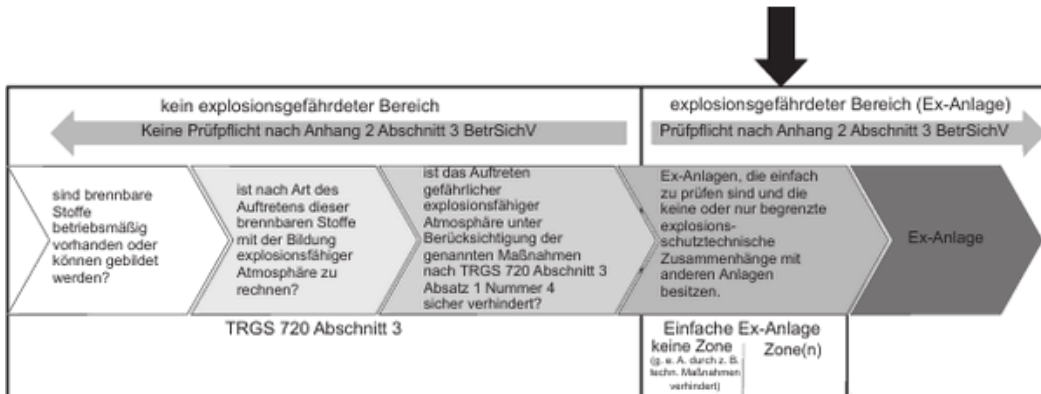 kein explosionsgefährdeter Bereich
Keine Prüfpflicht nach Anhang 2 Abschnitt 3 BetrSichV
explosionsgefährdeter Bereich (Ex-Anlage)
Prüfpflicht nach Anhang 2 Abschnitt 3 BetrSichV
sind brennbare
Stoffe
betriebsmäßig
vorhanden oder
können gebildet
werden?
ist nach Art des
Auftretens dieser
brennbaren Stoffe
mit der Bildung
explosionsfähiger
Atmosphäre zu
rechnen?
ist das Auftreten
gefährlicher
explosionsfähiger
Atmosphäre unter
Berücksichtigung der
genannten Maßnahmen
nach TRGS 720 Abschnitt 3
Absatz 1 Nummer 4
sicher verhindert?
Ex-Anlagen, die einfach
zu prüfen sind und die
keine oder nur begrenzte
explosions-
schutztechnische
Zusammenhänge mit
anderen Anlagen
besitzen.
Ex-Anlage
TRGS 720 Abschnitt 3
Einfache Ex-Anlage
keine Zone
(g. e. A. durch z. B.
techn. Maßnahmen
verhindert)
Zone(n)